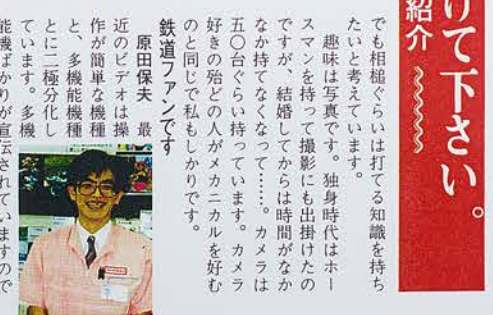 けて下さい。
紹介
でも相槌ぐらいは打てる知識を持ち
たいと考えています。
趣味は写真です。独身時代はホー
スマンを持って撮影にも出掛けたの
ですが、結婚してからは時間がなか
なか持てなくなって……。カメラは
五〇台ぐらい持っています。カメラ
好きの殆どの人がメカニカルを好む
のと同じで私もしかりです。
鉄道ファンです
原田保夫 最
近のビデオは操
作が簡単な機種
と、多機能機種
とに二極分化し
ています。多機
能機ばかりが宣伝されていますので